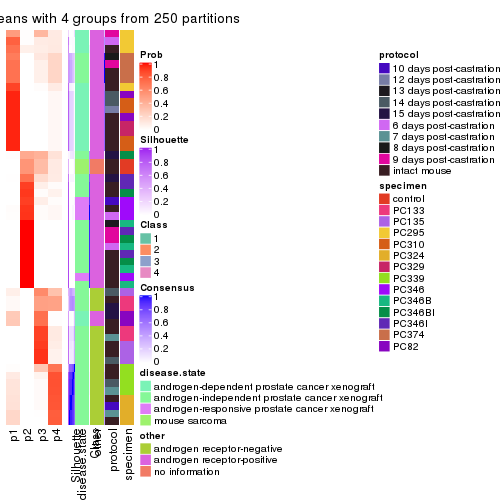 eans with 4 groups from 250 partitions
Prob
1
0.8
0.6
0.4
0.2
0
Silhouette
1
0.8
0.6
0.4
0.2
0
Class
1
2
3
4
Consensus
1
0.8
0.6
0.4
0.2
0
disease.state
androgen-dependent prostate cancer xenograft
androgen-independent prostate cancer xenograft
androgen-responsive prostate cancer xenograft
mouse sarcoma
other
androgen receptor-negative
androgen receptor-positive
no information
protocol
10 days post-castration
12 days post-castration
13 days post-castration
14 days post-castration
15 days post-castration
6 days post-castration
7 days post-castration
8 days post-castration
9 days post-castration
intact mouse
specimen
control
PC133
PC135
PC295
PC310
PC324
PC329
PC339
PC346
PC346B
PC346BI
PC346I
PC374
PC82
p1
p2
p3
p4
Silhouette
disease.state
Class
other
protocol
specimen